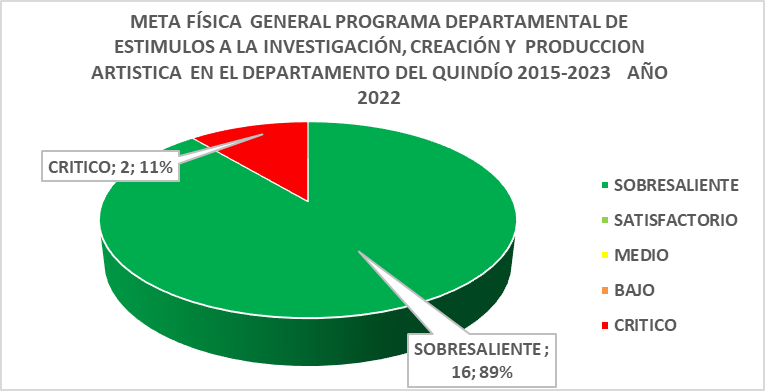 META FÍSICA GENERAL PROGRAMA DEPARTAMENTAL DE
ESTIMULOS A LA INVESTIGACIÓN, CREACIÓN Y PRODUCCION
ARTISTICA EN EL DEPARTAMENTO DEL QUINDÍO 2015-2023 AÑO
2022
CRITICO; 2; 11%
SOBRESALIENTE ;
16; 89%
SOBRESALIENTE
SATISFACTORIO
MEDIO
BAJO
CRITICO